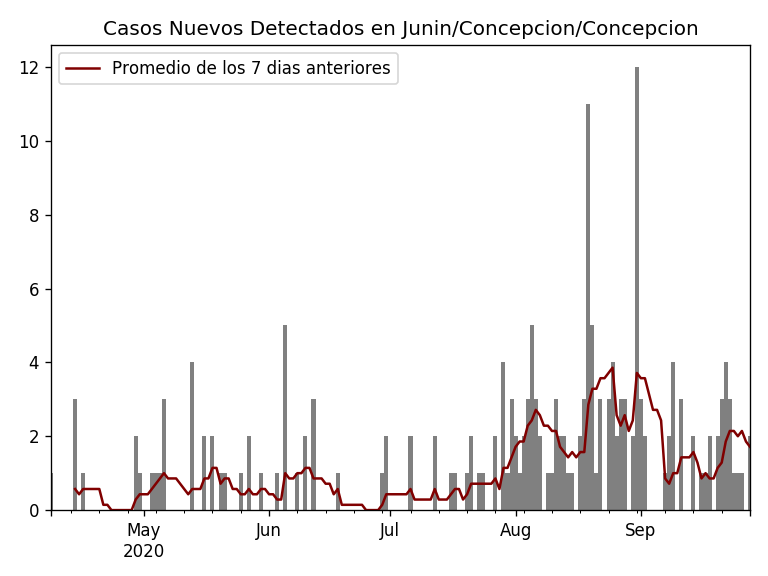 Casos Nuevos Detectados en Junin/Concepcion/Concepcion
Promedio de los 7 dias anteriores
12
10
8
6
4
2
0
May Jun Jul Aug Sep
2020